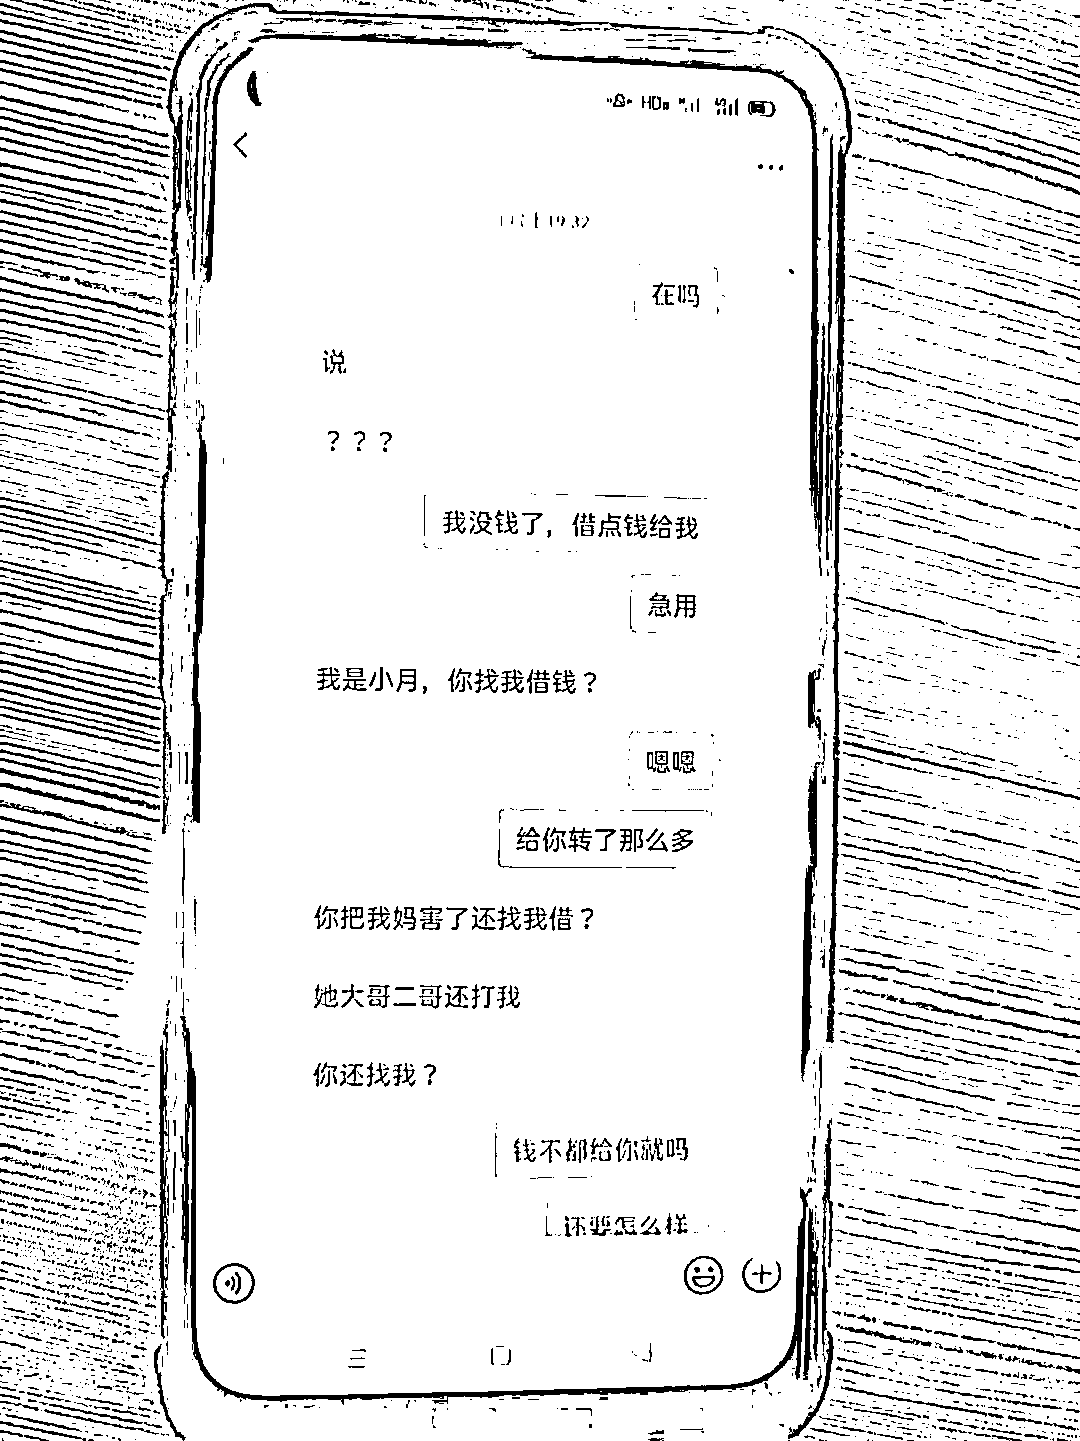 HD
19:32
在吗
说
？？？
我没钱了，借点钱给我
急用
我是小月，你找我借钱？
嗯嗯
给你转了那么多
你把我妈害了还找我借？
她大哥二哥还打我
你还找我？
钱不都给你就吗
还要怎么样